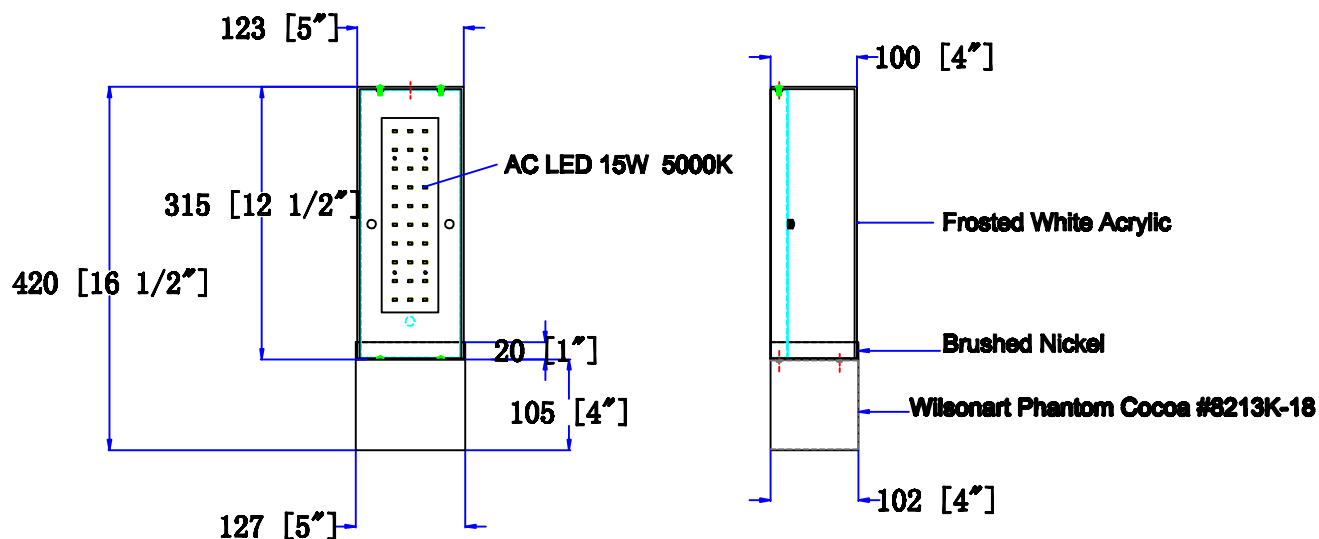 123 [5"]
100 [4"]
AC LED 15W 5000K
315 [12 1/2"]
Frosted White Acrylic
420 [16 1/2"]
20 [1"]
Brushed Nickel
105 [4"]
Wilsonart Phantom Cocoa #8213K-18
102 [4"]
127 [5"]